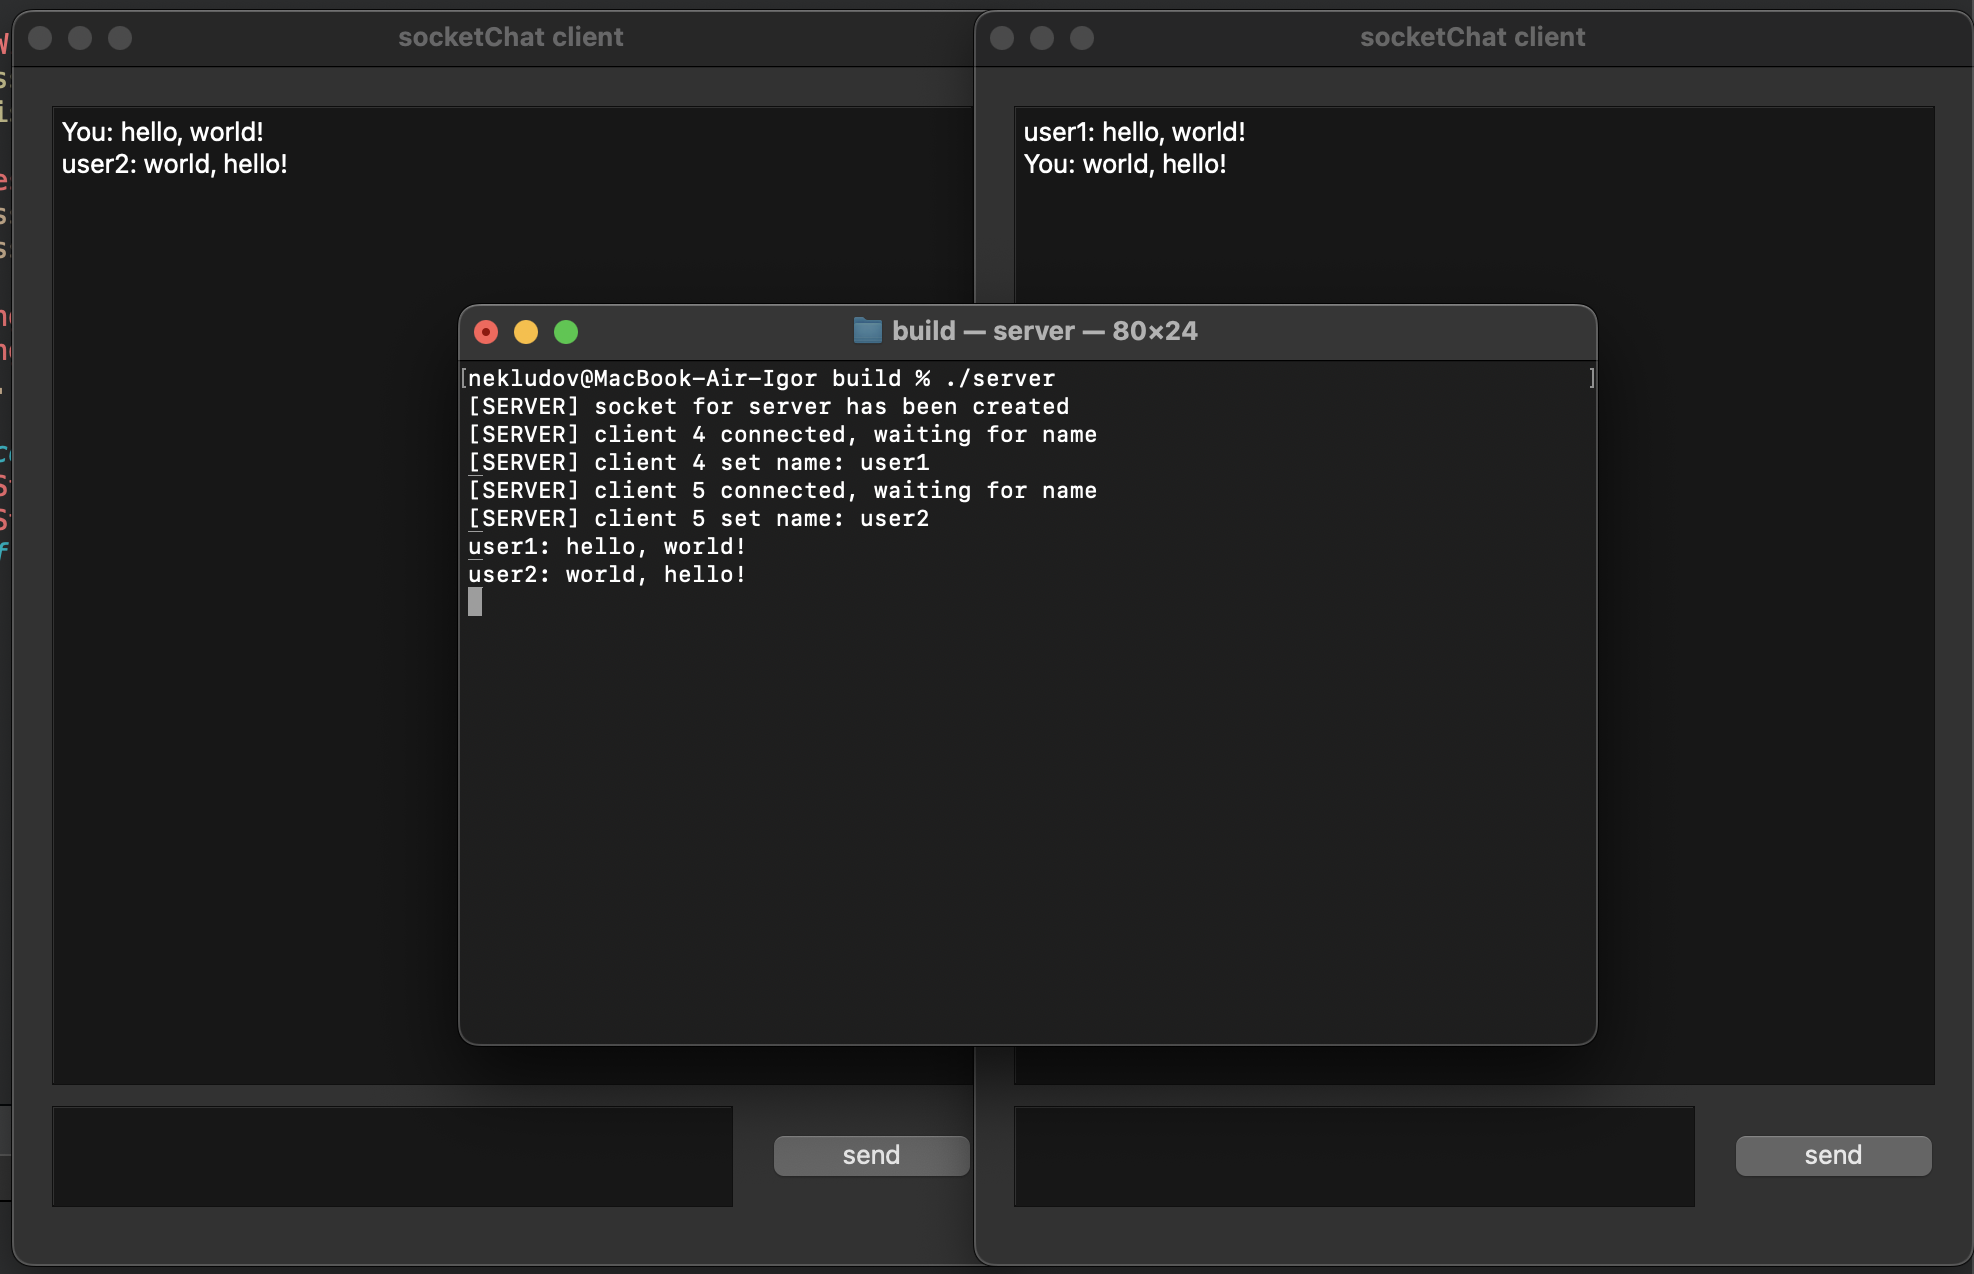 socketChat client
You: hello, world!
user2: world, hello!
send
socketChat client
user1: hello, world!
You: world, hello!
send
build — server — 80×24
[nekludov@MacBook-Air-Igor build % ./server ]
[SERVER] socket for server has been created
[SERVER] client 4 connected, waiting for name
[SERVER] client 4 set name: user1
[SERVER] client 5 connected, waiting for name
[SERVER] client 5 set name: user2
user1: hello, world!
user2: world, hello!